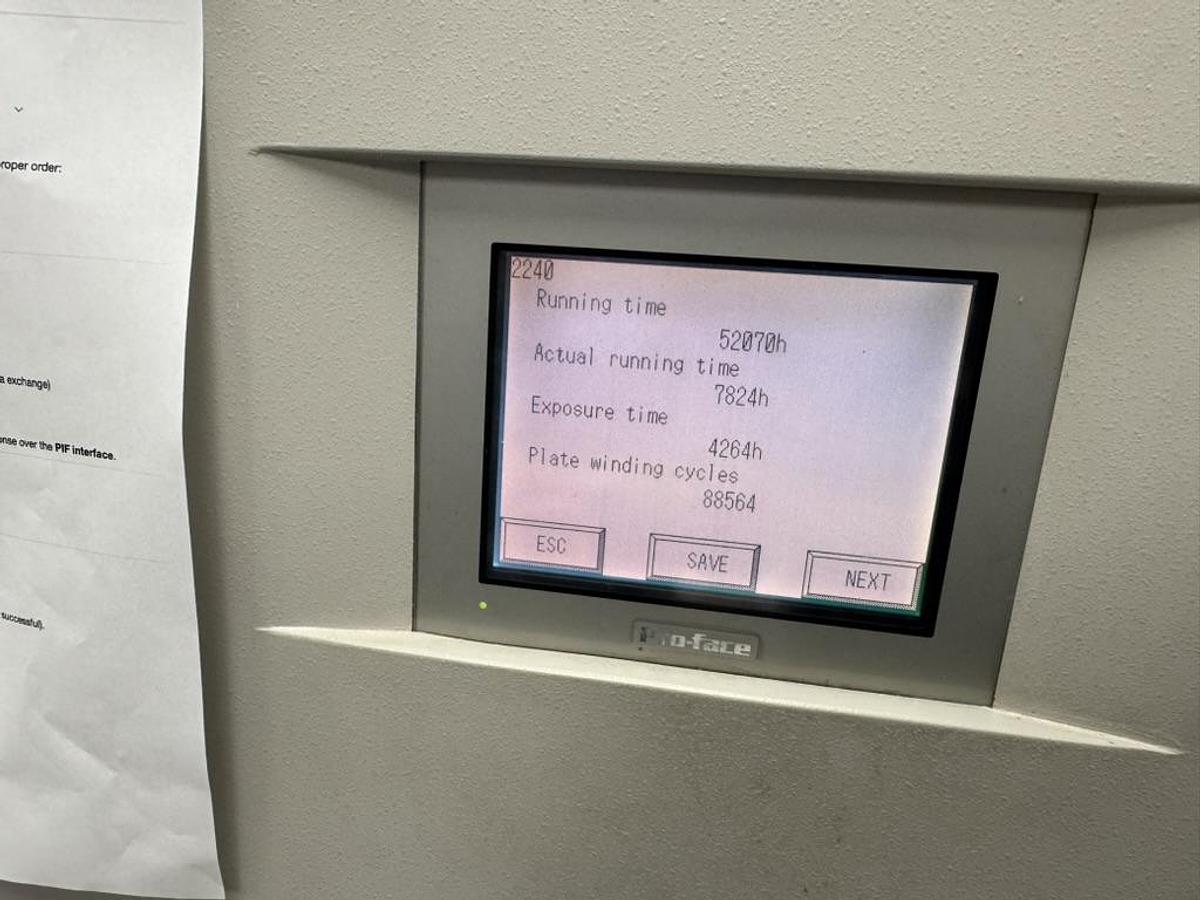 roper order:
a exchange)
onse over the PIF interface.
successful).
2240
Running time
52070h
Actual running time
7824h
Exposure time
4264h
Plate winding cycles
88564
ESC SAVE NEXT
Pro-face